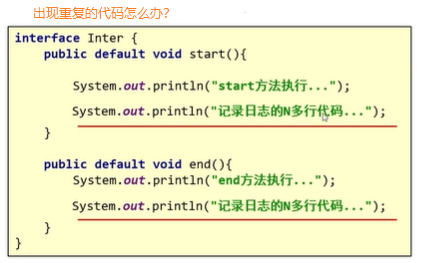 出现重复的代码怎么办?
interface Inter {
public default void start(){
System.out.println("start方法执行...");
System.out.println("记录日志的N多行代码...");
}
public default void end(){
System.out.println("end方法执行...");
System.out.println("记录日志的N多行代码...");
}
}